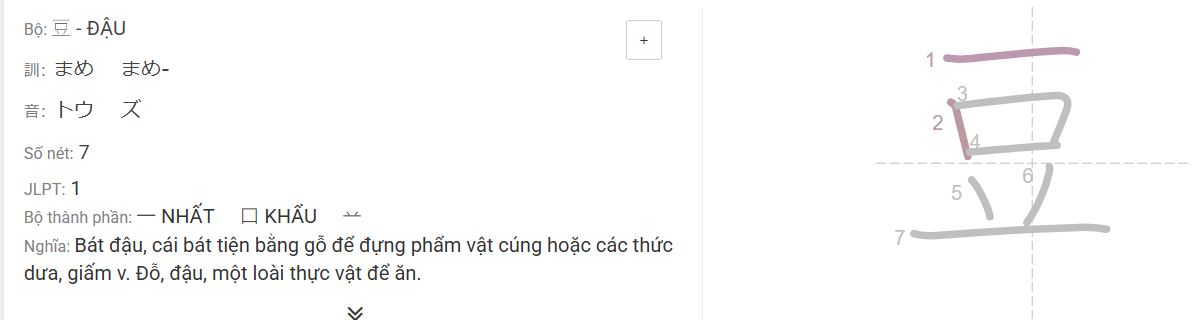 Bộ: 豆 - ĐẬU
+
訓: まめ まめ-
音: トウ ズ
Số nét: 7
JLPT: 1
Bộ thành phần: 一 NHẤT 口 KHẨU 䒑
Nghĩa: Bát đậu, cái bát tiện bằng gỗ để đựng phẩm vật cúng hoặc các thức
dưa, giấm v. Đỗ, đậu, một loài thực vật để ăn.
豆
1
3
2
4
5
6
7